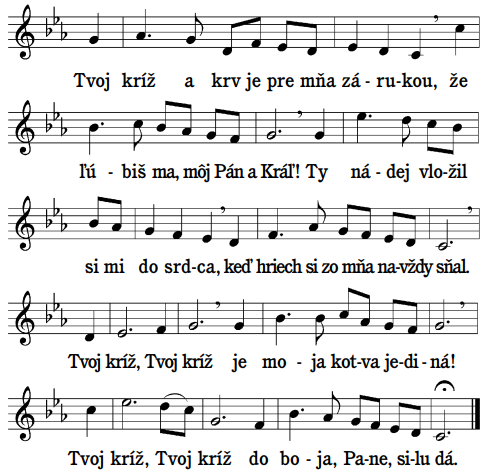 Tvoj kríž a krv je pre mňa zá - ru - kou, že
ľú - biš ma, môj Pán a Kráľ! Ty ná - dej vlo - žil
si mi do srd - ca, keď hriech si zo mňa na - vždy sňal.
Tvoj kríž, Tvoj kríž je mo - ja kot - va je - di - ná!
Tvoj kríž, Tvoj kríž do bo - ja, Pa - ne, si - lu dá.